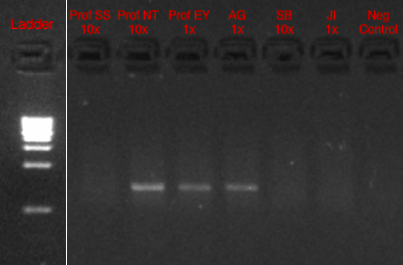 Ladder
Prof SS
10x
Prof NT
10x
Prof EY
1x
AG
1x
SB
10x
JI
1x
Neg
Control